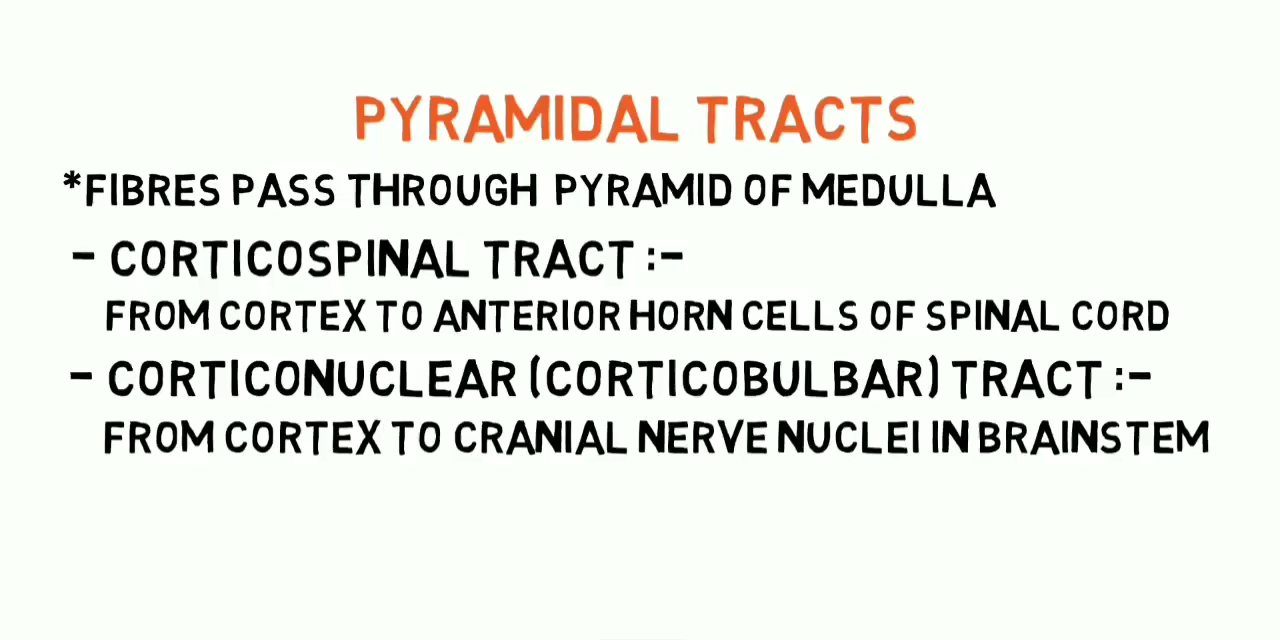 PYRAMIDAL TRACTS
*FIBRES PASS THROUGH PYRAMID OF MEDULLA
- CORTICOSPINAL TRACT :-
FROM CORTEX TO ANTERIOR HORN CELLS OF SPINAL CORD
- CORTICONUCLEAR (CORTICOBULBAR) TRACT :-
FROM CORTEX TO CRANIAL NERVE NUCLEI IN BRAINSTEM